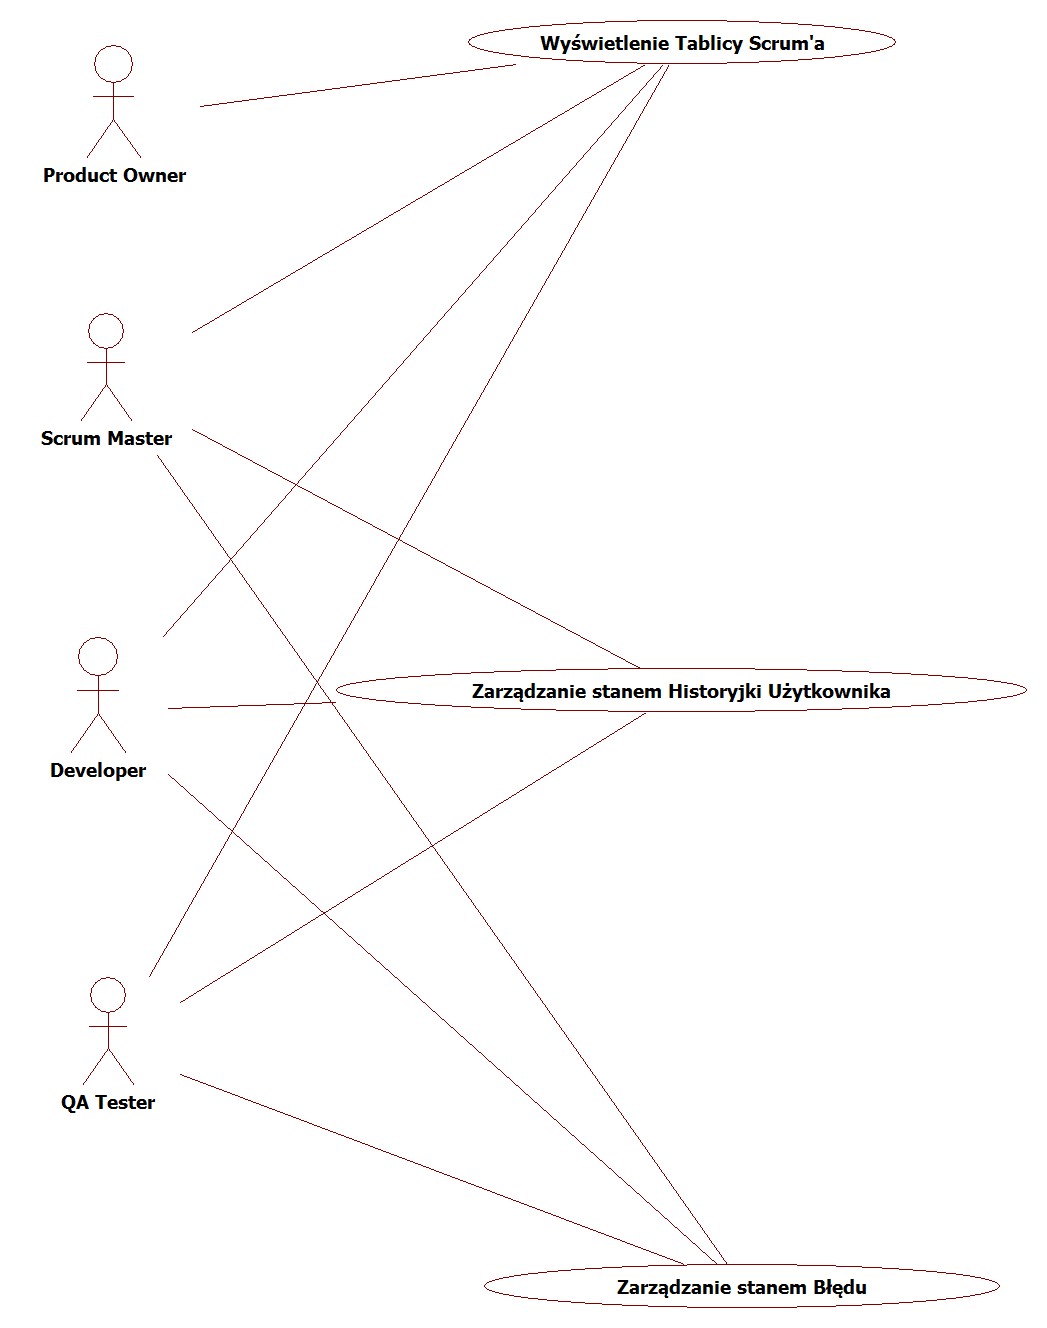 Wyświetlenie Tablicy Scrum'a
Product Owner
Scrum Master
Zarządzanie stanem Historyjki Użytkownika
Developer
QA Tester
Zarządzanie stanem Błędu